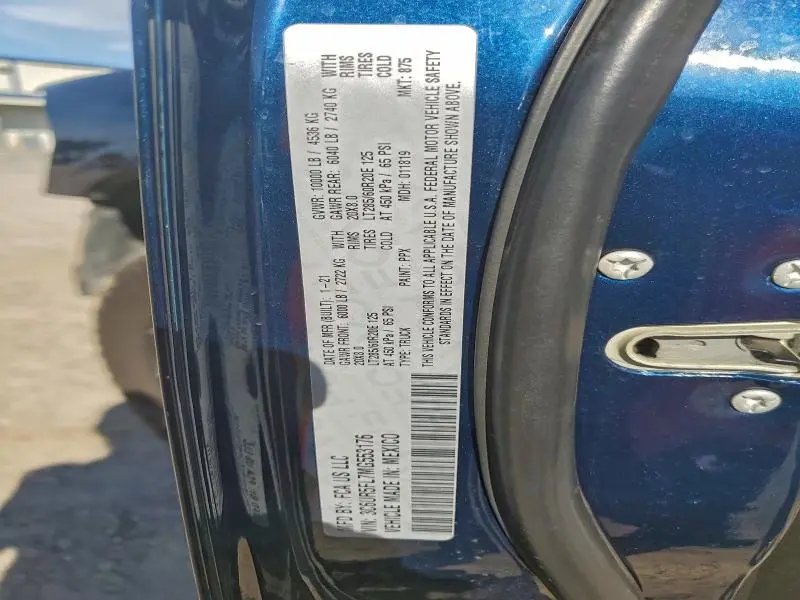 MFD BY: FCA US LLC
DATE OF MFR (BUILT): 1-21
GVWR: 10000 LB / 4536 KG
GAWR FRONT: 6000 LB / 2722 KG WITH
GAWR REAR: 6040 LB / 2740 KG WITH
20X8.0 RIMS
20X8.0 RIMS
LT285/60R20E 125 TIRES
LT285/60R20E 125 TIRES
AT 450 kPa / 65 PSI COLD
AT 450 kPa / 65 PSI COLD
VIN: 3C6UR5FL7MG553176
TYPE: TRUCK
PAINT: PPX
MDH: 011819
MKT: 875
VEHICLE MADE IN: MEXICO
THIS VEHICLE CONFORMS TO ALL APPLICABLE U.S.A. FEDERAL MOTOR VEHICLE SAFETY
STANDARDS IN EFFECT ON THE DATE OF MANUFACTURE SHOWN ABOVE.